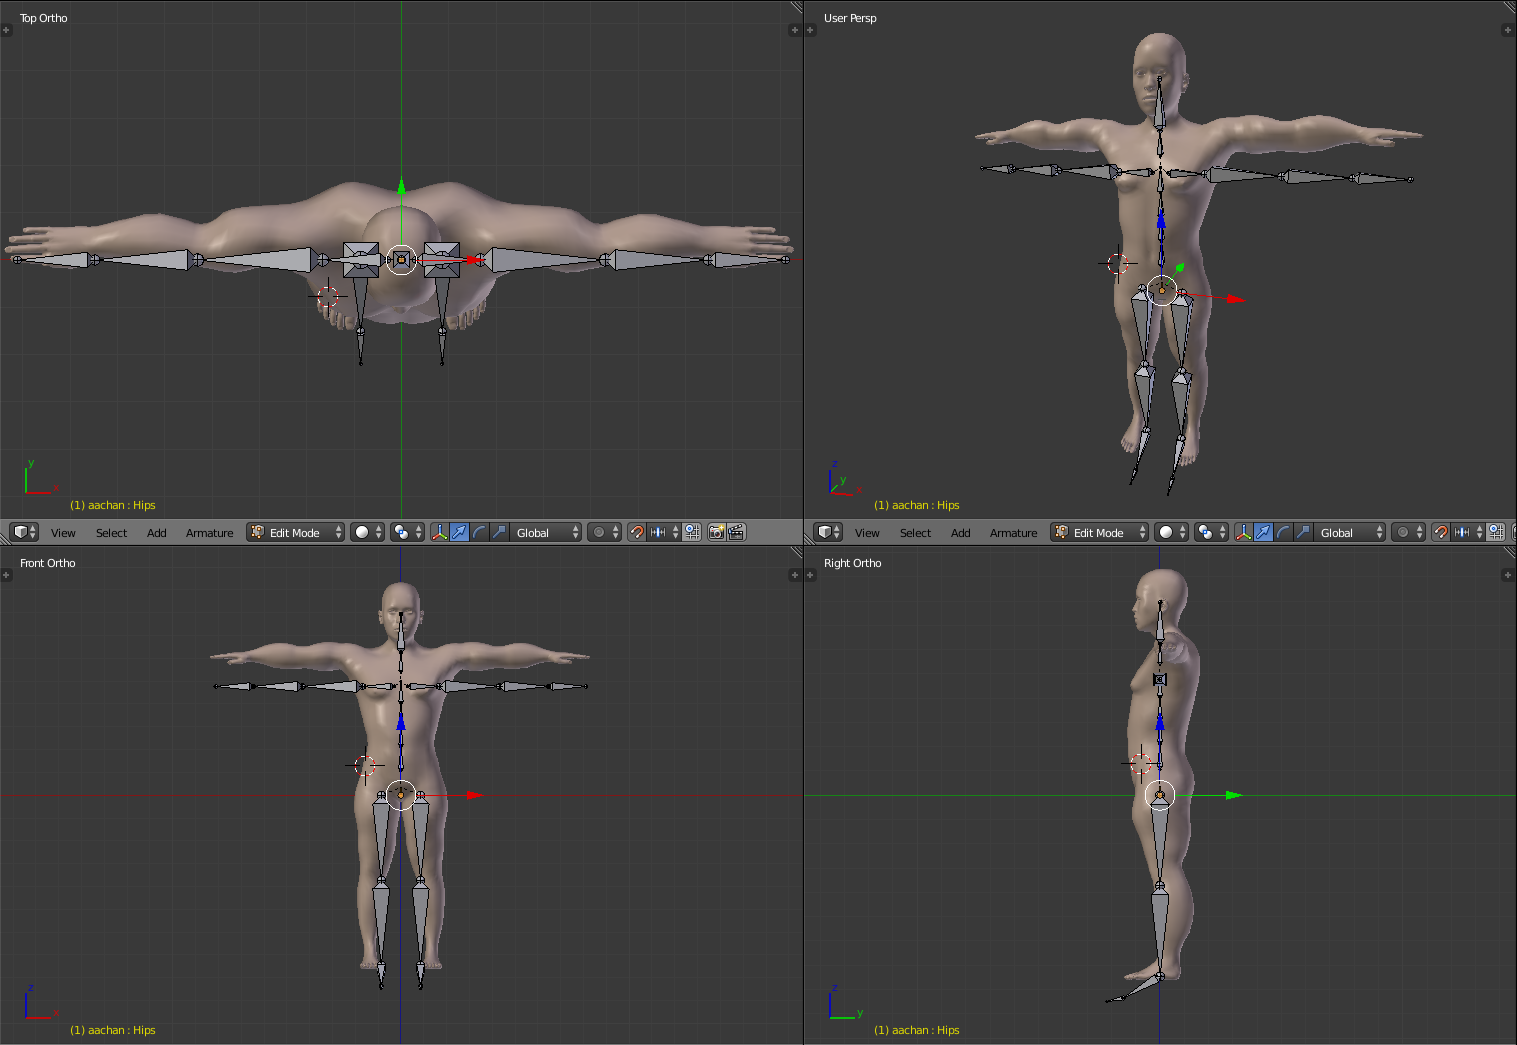 Top Ortho
User Persp
y
x
(1) aachan : Hips
z
y
x
(1) aachan : Hips
View Select Add Armature Edit Mode Global
View Select Add Armature Edit Mode Global
Front Ortho
Right Ortho
z
x
(1) aachan : Hips
z
y
(1) aachan : Hips